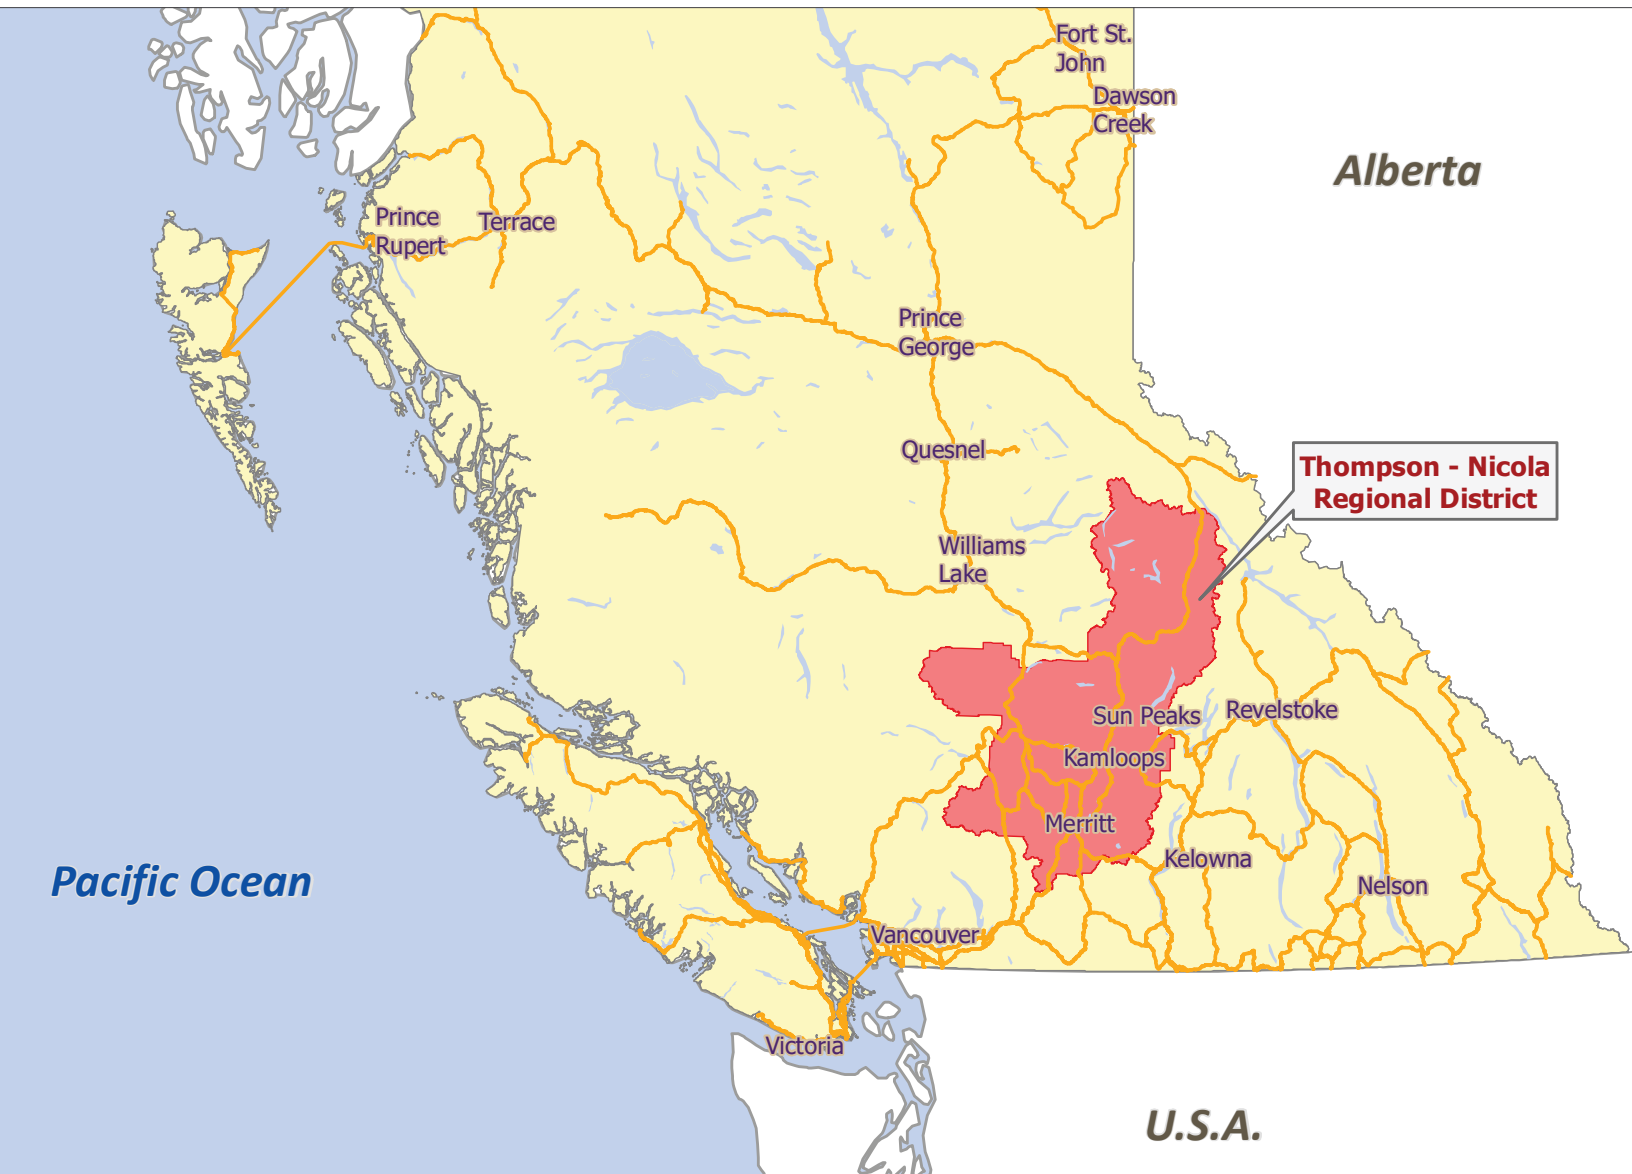 Fort St.
John
Dawson
Creek
Alberta
Prince
Rupert
Terrace
Prince
George
Quesnel
Thompson - Nicola
Regional District
Williams
Lake
Sun Peaks
Revelstoke
Kamloops
Merritt
Kelowna
Pacific Ocean
Nelson
Vancouver
Victoria
U.S.A.